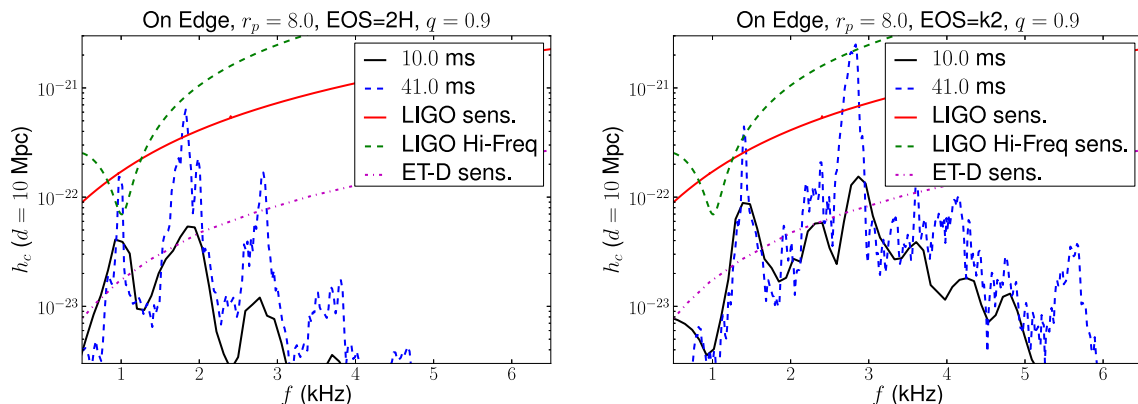 On Edge, $r_p = 8.0$, EOS=2H, $q = 0.9$
$h_c$ ($d = 10$ Mpc)
$10^{-21}$
$10^{-22}$
$10^{-23}$
10.0 ms
41.0 ms
LIGO sens.
LIGO Hi-Freq
ET-D sens.
1 2 3 4 5 6
$f$ (kHz)
On Edge, $r_p = 8.0$, EOS=k2, $q = 0.9$
$h_c$ ($d = 10$ Mpc)
$10^{-21}$
$10^{-22}$
$10^{-23}$
10.0 ms
41.0 ms
LIGO sens.
LIGO Hi-Freq sens.
ET-D sens.
1 2 3 4 5 6
$f$ (kHz)